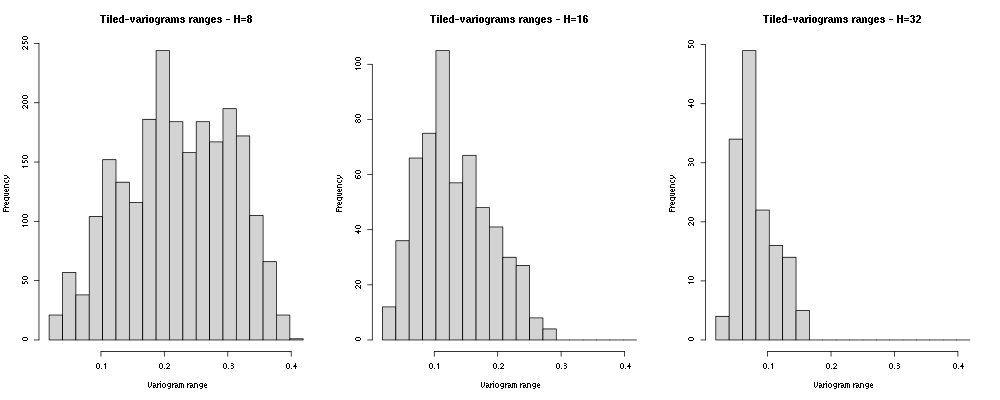 Tiled-variograms ranges - H=8
Frequency
0
50
100
150
200
250
0.1 0.2 0.3 0.4
Variogram range
Tiled-variograms ranges - H=16
Frequency
0
20
40
60
80
100
0.1 0.2 0.3 0.4
Variogram range
Tiled-variograms ranges - H=32
Frequency
0
10
20
30
40
50
0.1 0.2 0.3 0.4
Variogram range